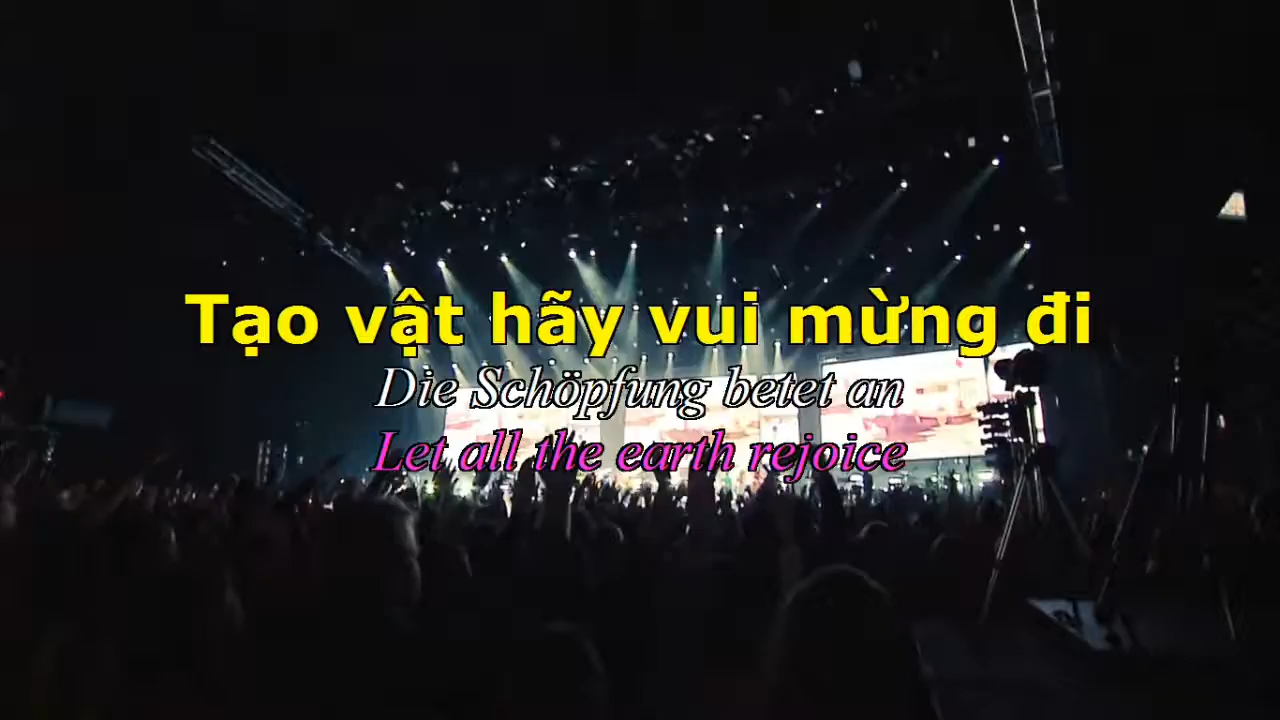 Tạo vật hãy vui mừng đi
Die Schöpfung betet an
Let all the earth rejoice